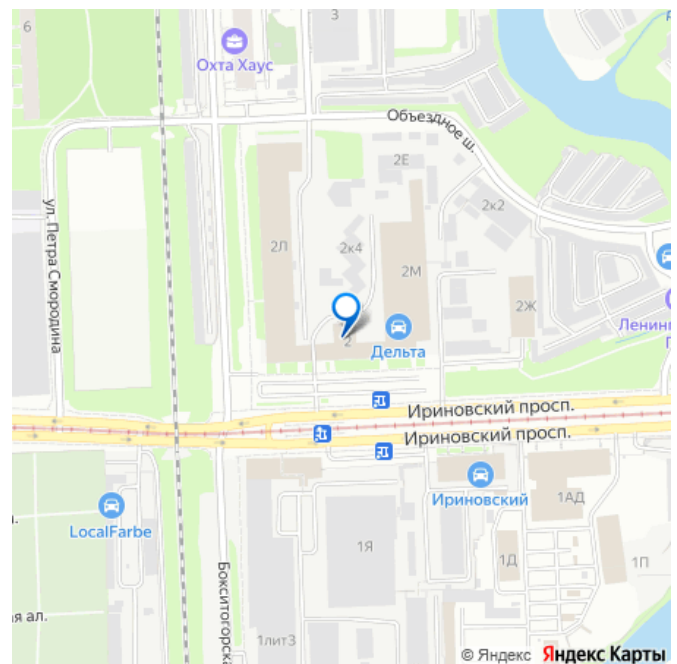 6
3
Охта Хаус
Объездное ш.
2Е
ул. Петра Смородина
2к2
2Л
2к4
2М
2Ж
Ленин
Г
2
Дельта
Ириновский просп.
Ириновский просп.
Ириновский
LocalFarbe
1АД
1Я
1Д
1П
Бокситогорска
ая ал.
1лит3
© Яндекс Яндекс Карты